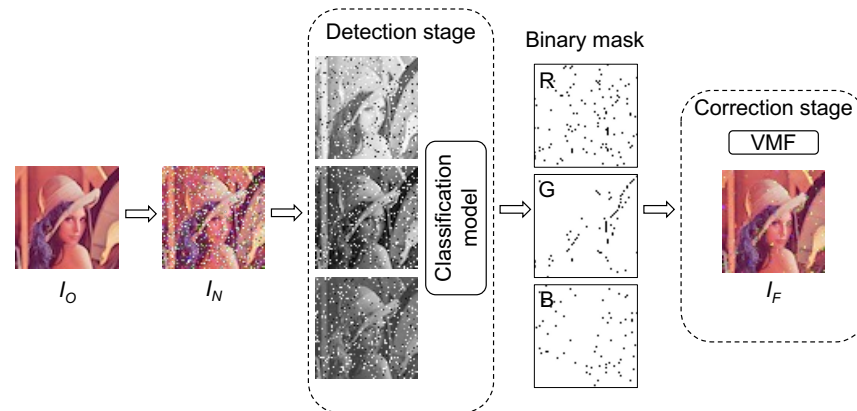 Detection stage
Binary mask
R
Correction stage
VMF
Classification
model
G
I_O
I_N
I_F
B